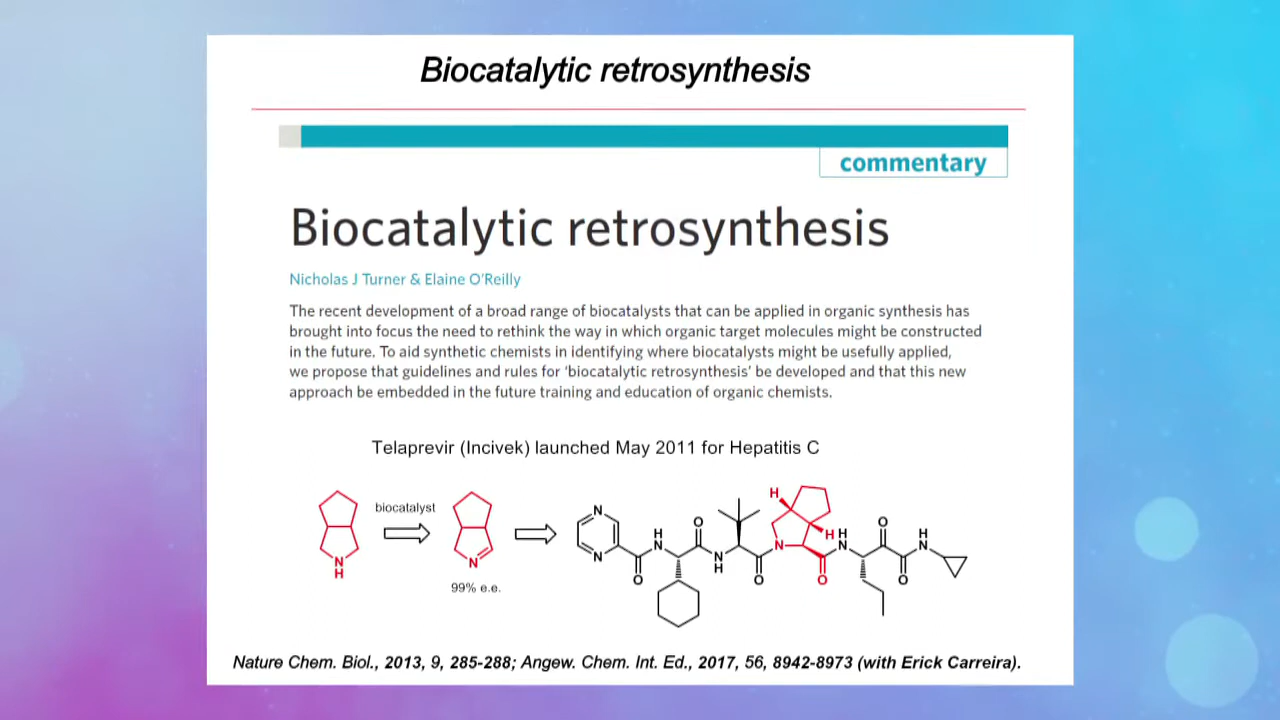 Biocatalytic retrosynthesis
commentary
Biocatalytic retrosynthesis
Nicholas J Turner & Elaine O'Reilly
The recent development of a broad range of biocatalysts that can be applied in organic synthesis has
brought into focus the need to rethink the way in which organic target molecules might be constructed
in the future. To aid synthetic chemists in identifying where biocatalysts might be usefully applied,
we propose that guidelines and rules for 'biocatalytic retrosynthesis' be developed and that this new
approach be embedded in the future training and education of organic chemists.
Telaprevir (Incivek) launched May 2011 for Hepatitis C
biocatalyst
N
H
N
99% e.e.
N
N
O
H
N
O
N
H
O
H
N
H
O
H
N
O
O
H
N
Nature Chem. Biol., 2013, 9, 285-288; Angew. Chem. Int. Ed., 2017, 56, 8942-8973 (with Erick Carreira).